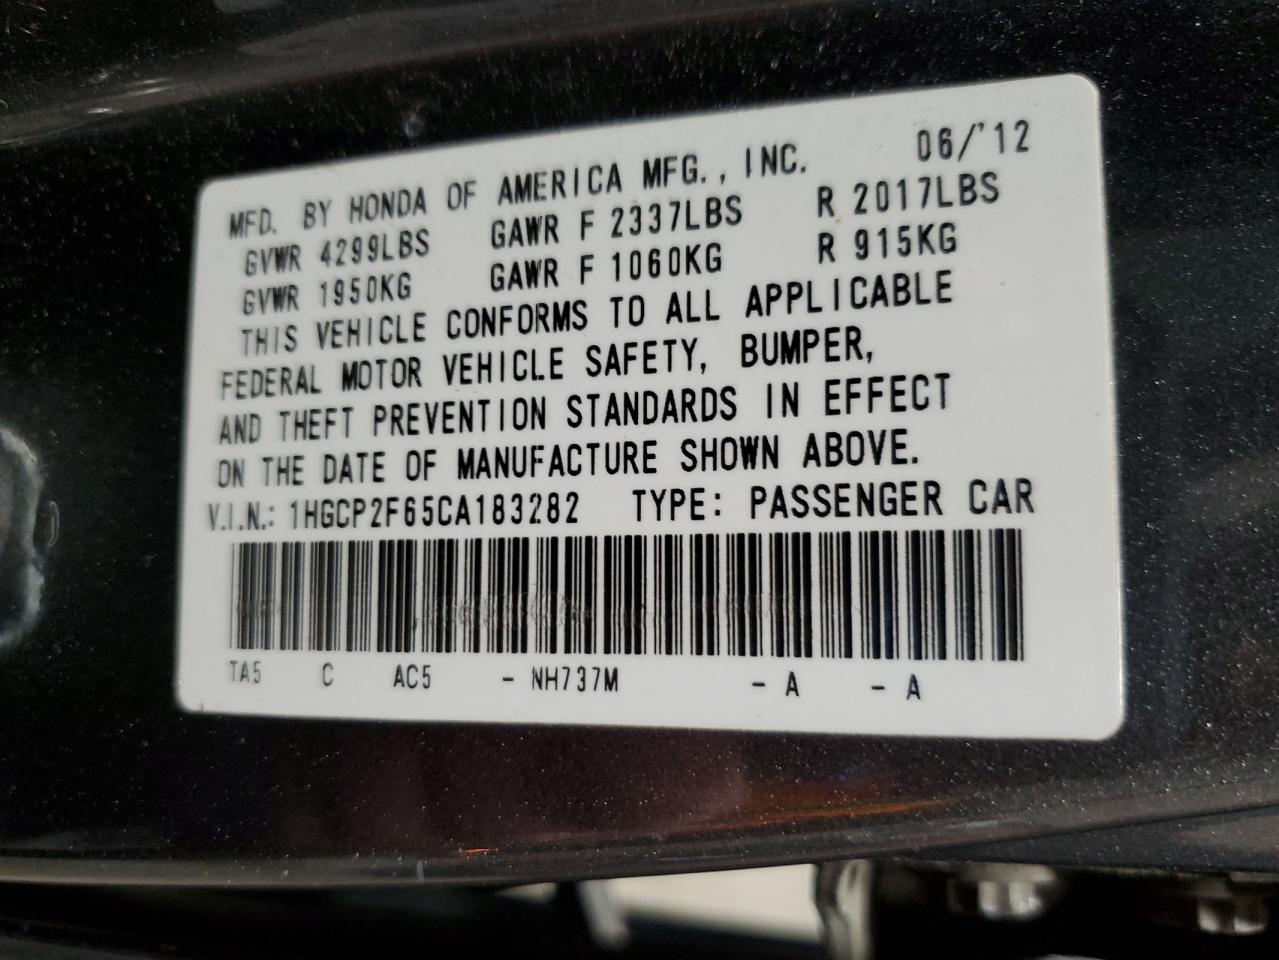 MFD. BY HONDA OF AMERICA MFG., INC. 06/'12
GVWR 4299LBS GAWR F 2337LBS R 2017LBS
GVWR 1950KG GAWR F 1060KG R 915KG
THIS VEHICLE CONFORMS TO ALL APPLICABLE
FEDERAL MOTOR VEHICLE SAFETY, BUMPER,
AND THEFT PREVENTION STANDARDS IN EFFECT
ON THE DATE OF MANUFACTURE SHOWN ABOVE.
V.I.N.: 1HGCP2F65CA183282 TYPE: PASSENGER CAR
TA5 C AC5 - NH737M - A - A